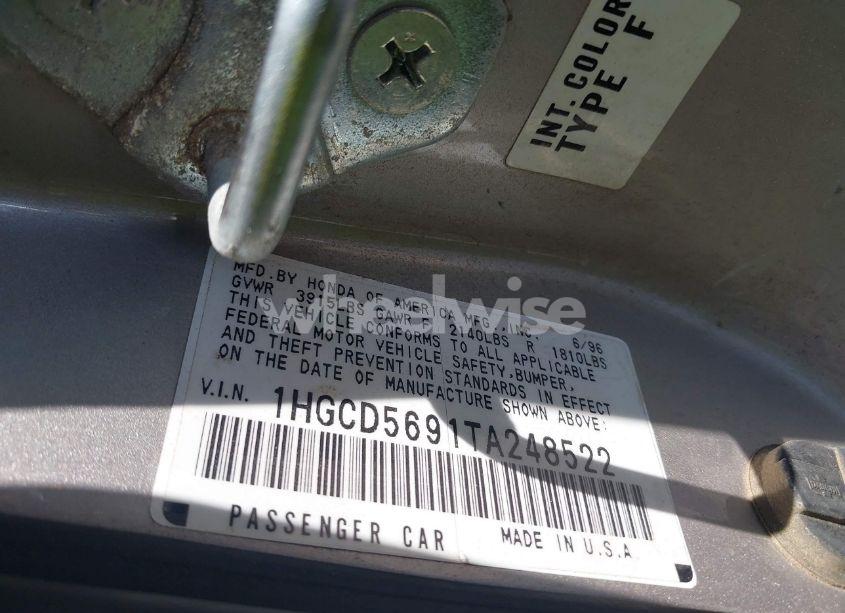 INT. COLOR
TYPE F
MFD. BY HONDA OF AMERICA MFG., INC. 6/96
GVWR 3915LBS GAWR F 2140LBS R 1810LBS
THIS VEHICLE CONFORMS TO ALL APPLICABLE
FEDERAL MOTOR VEHICLE SAFETY, BUMPER,
AND THEFT PREVENTION STANDARDS IN EFFECT
ON THE DATE OF MANUFACTURE SHOWN ABOVE:
V.I.N. 1HGCD5691TA248522
PASSENGER CAR MADE IN U.S.A.
wheelwise